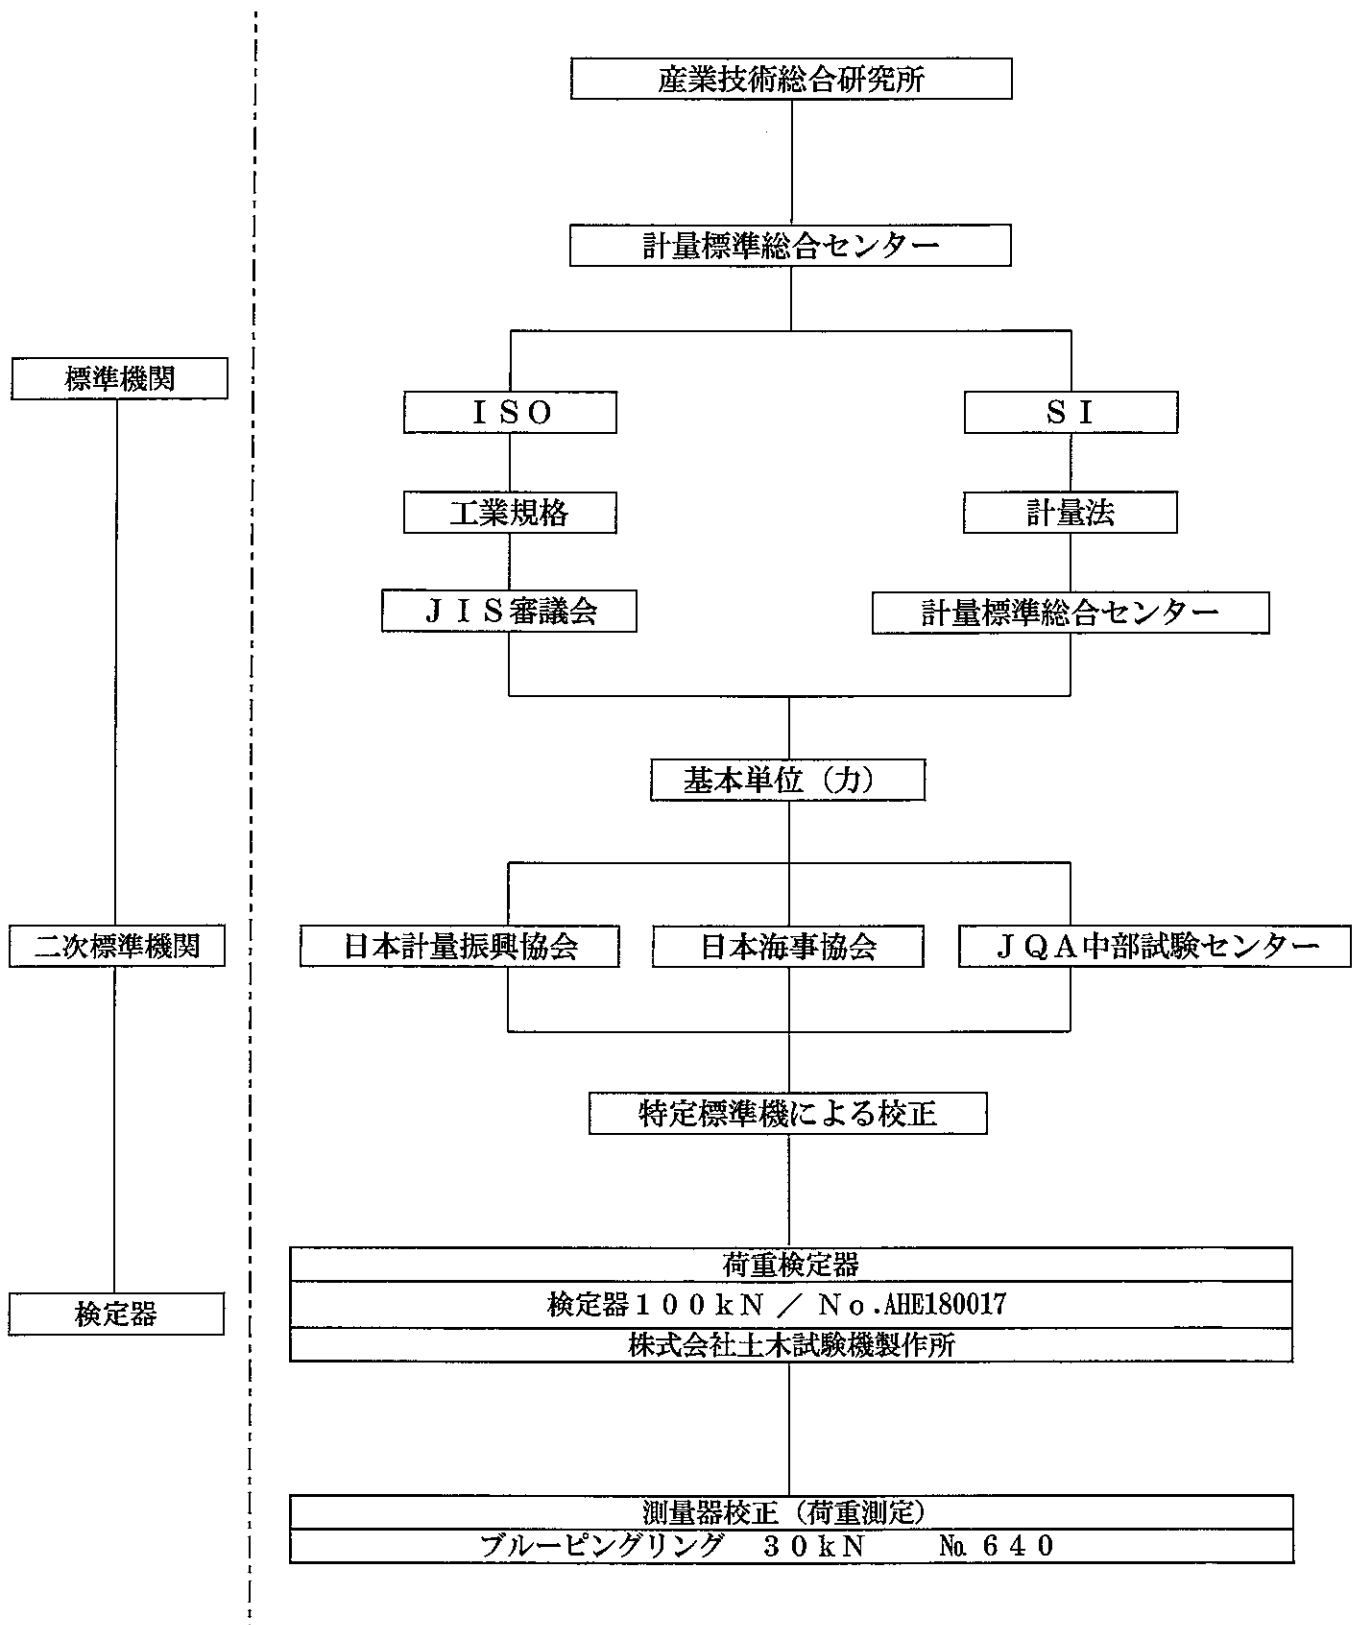 産業技術総合研究所
計量標準総合センター
標準機関
ISO
SI
工業規格
計量法
JIS審議会
計量標準総合センター
基本単位（力）
二次標準機関
日本計量振興協会
日本海事協会
JQA中部試験センター
特定標準機による校正
荷重検定器
検定器
検定器100kN ／ No.AHE180017
株式会社土木試験機製作所
測量器校正（荷重測定）
ブルーピングリング 30kN № 640